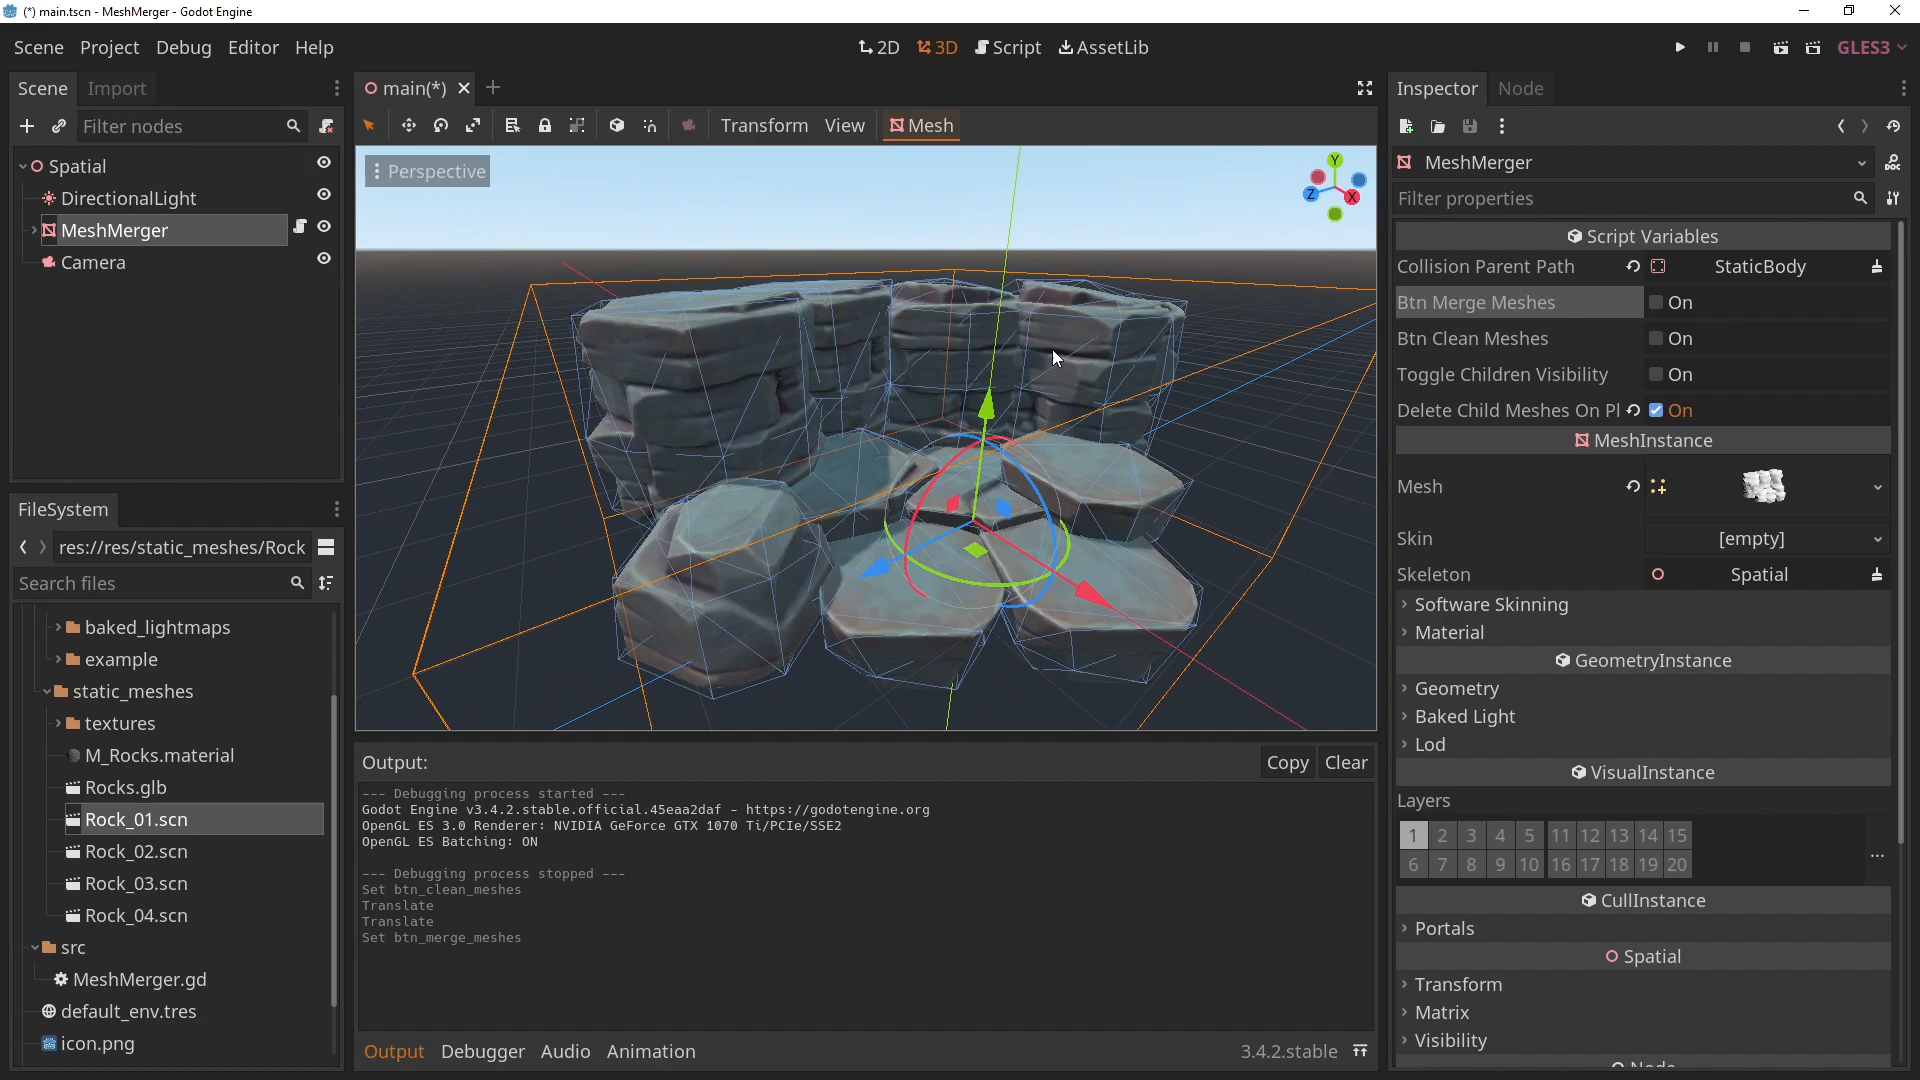 (*) main.tscn - MeshMerger - Godot Engine
Scene Project Debug Editor Help
2D 3D Script AssetLib
GLES3
Scene Import
Filter nodes
Spatial
DirectionalLight
MeshMerger
Camera
FileSystem
res://res/static_meshes/Rock
Search files
baked_lightmaps
example
static_meshes
textures
M_Rocks.material
Rocks.glb
Rock_01.scn
Rock_02.scn
Rock_03.scn
Rock_04.scn
src
MeshMerger.gd
default_env.tres
icon.png
main(*)
Transform View Mesh
Perspective
Y
Z
X
Output:
Copy Clear
--- Debugging process started ---
Godot Engine v3.4.2.stable.official.45eaa2daf - https://godotengine.org
OpenGL ES 3.0 Renderer: NVIDIA GeForce GTX 1070 Ti/PCIe/SSE2
OpenGL ES Batching: ON
--- Debugging process stopped ---
Set btn_clean_meshes
Translate
Translate
Set btn_merge_meshes
Output Debugger Audio Animation
3.4.2.stable
Inspector Node
MeshMerger
Filter properties
Script Variables
Collision Parent Path StaticBody
Btn Merge Meshes On
Btn Clean Meshes On
Toggle Children Visibility On
Delete Child Meshes On Pl On
MeshInstance
Mesh
Skin [empty]
Skeleton Spatial
Software Skinning
Material
GeometryInstance
Geometry
Baked Light
Lod
VisualInstance
Layers
1 2 3 4 5 11 12 13 14 15
6 7 8 9 10 16 17 18 19 20
...
CullInstance
Portals
Spatial
Transform
Matrix
Visibility